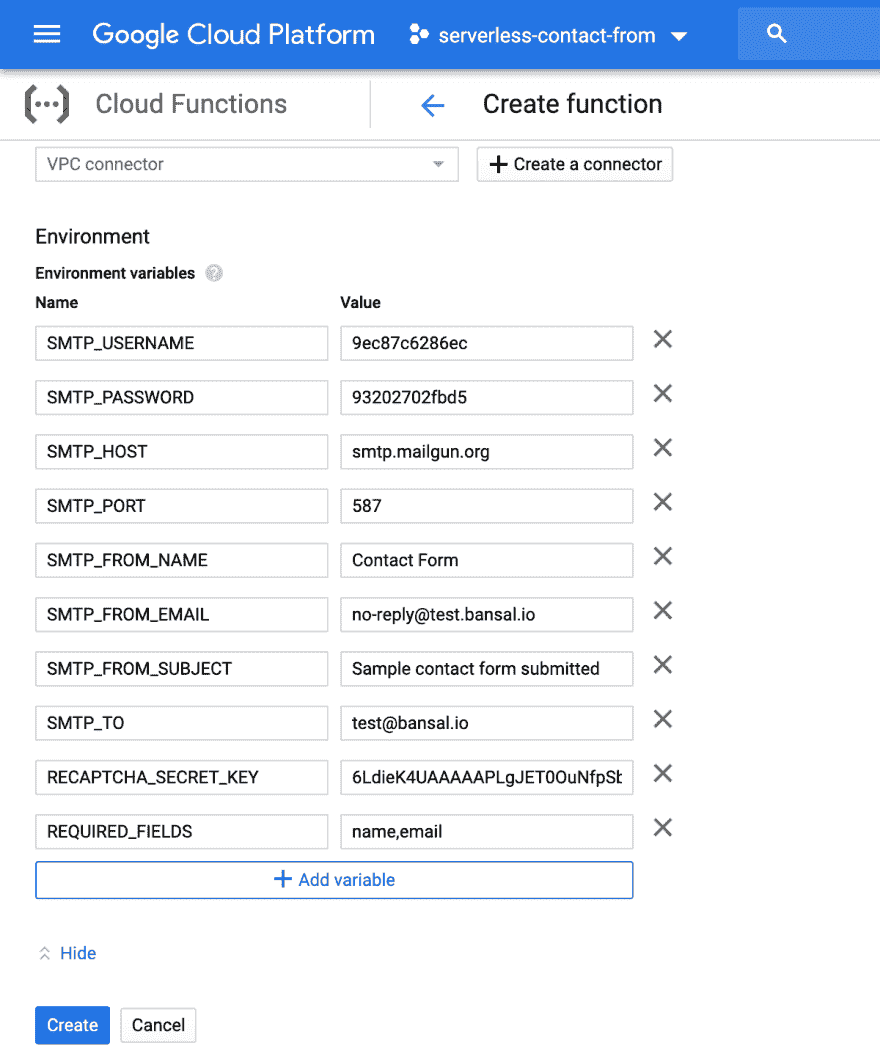 Google Cloud Platform serverless-contact-from
Cloud Functions Create function
VPC connector Create a connector
Environment
Environment variables ?
Name Value
SMTP_USERNAME 9ec87c6286ec
SMTP_PASSWORD 93202702fbd5
SMTP_HOST smtp.mailgun.org
SMTP_PORT 587
SMTP_FROM_NAME Contact Form
SMTP_FROM_EMAIL no-reply@test.bansal.io
SMTP_FROM_SUBJECT Sample contact form submitted
SMTP_TO test@bansal.io
RECAPTCHA_SECRET_KEY 6LdieK4UAAAAAPLgJET0OuNfpSb
REQUIRED_FIELDS name,email
Add variable
Hide
Create Cancel